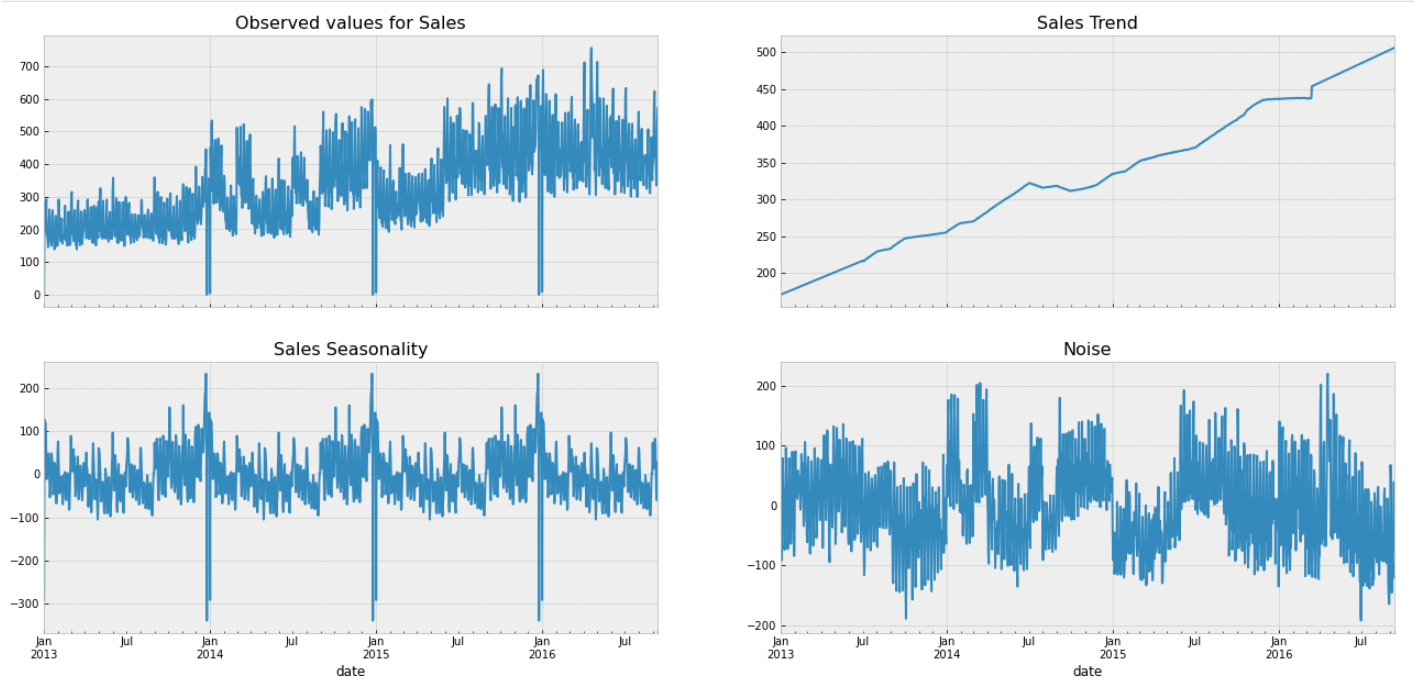 Observed values for Sales
700
600
500
400
300
200
100
0
Sales Trend
500
450
400
350
300
250
200
Sales Seasonality
200
100
0
−100
−200
−300
Jan Jul Jan Jul Jan Jul Jan Jul
2013 2014 2015 2016
date
Noise
200
100
0
−100
−200
Jan Jul Jan Jul Jan Jul Jan Jul
2013 2014 2015 2016
date